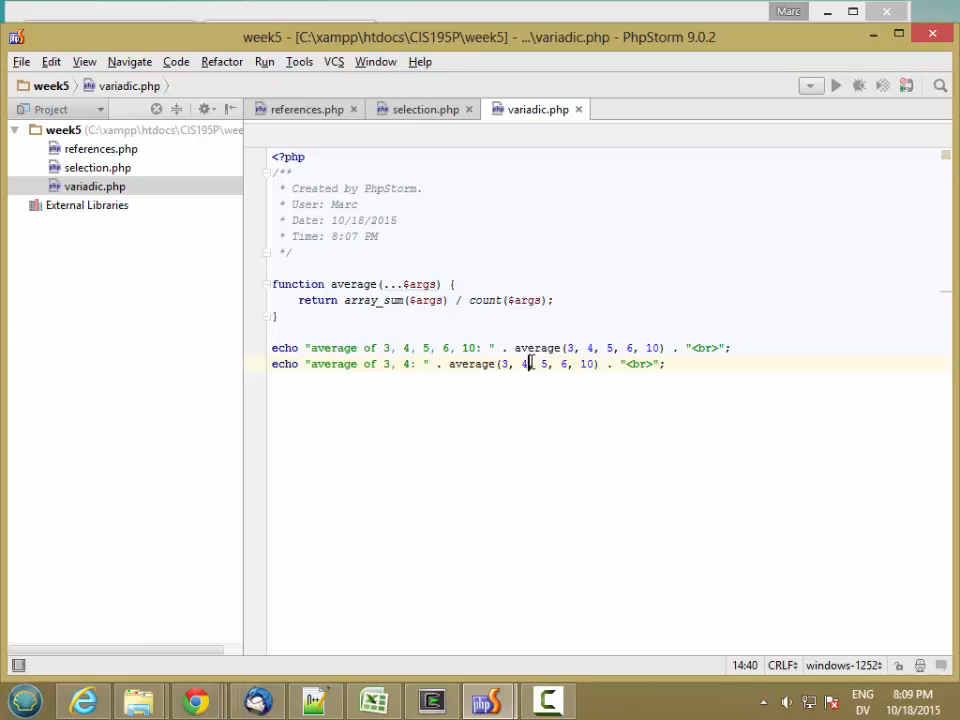 Marc
week5 - [C:\xampp\htdocs\CIS195P\week5] - ...\variadic.php - PhpStorm 9.0.2
File Edit View Navigate Code Refactor Run Tools VCS Window Help
week5 variadic.php
Project references.php selection.php variadic.php
week5 (C:\xampp\htdocs\CIS195P\wee
references.php
selection.php
variadic.php
External Libraries
<?php
/**
* Created by PhpStorm.
* User: Marc
* Date: 10/18/2015
* Time: 8:07 PM
*/
function average(...$args) {
return array_sum($args) / count($args);
}
echo "average of 3, 4, 5, 6, 10: " . average(3, 4, 5, 6, 10) . "<br>";
echo "average of 3, 4: " . average(3, 4, 5, 6, 10) . "<br>";
14:40 CRLF windows-1252
ENG 8:09 PM
DV 10/18/2015